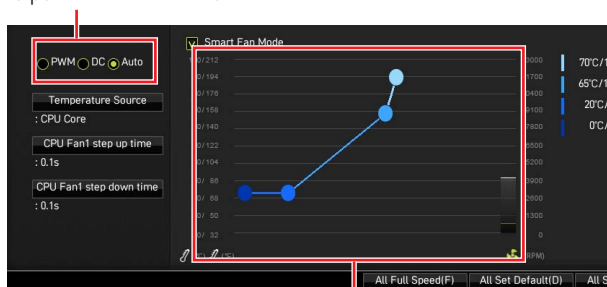 Smart Fan Mode
PWM DC Auto
Temperature Source
: CPU Core
CPU Fan1 step up time
: 0.1s
CPU Fan1 step down time
: 0.1s
0/212
0/194
0/176
0/158
0/140
0/122
0/104
0/ 86
0/ 68
0/ 50
0/ 32
(°C) (°F)
1700
0400
9100
7800
6500
5200
3900
2600
1300
0
(RPM)
70°C/1
65°C/1
20°C/
0°C/
All Full Speed(F) All Set Default(D) All S